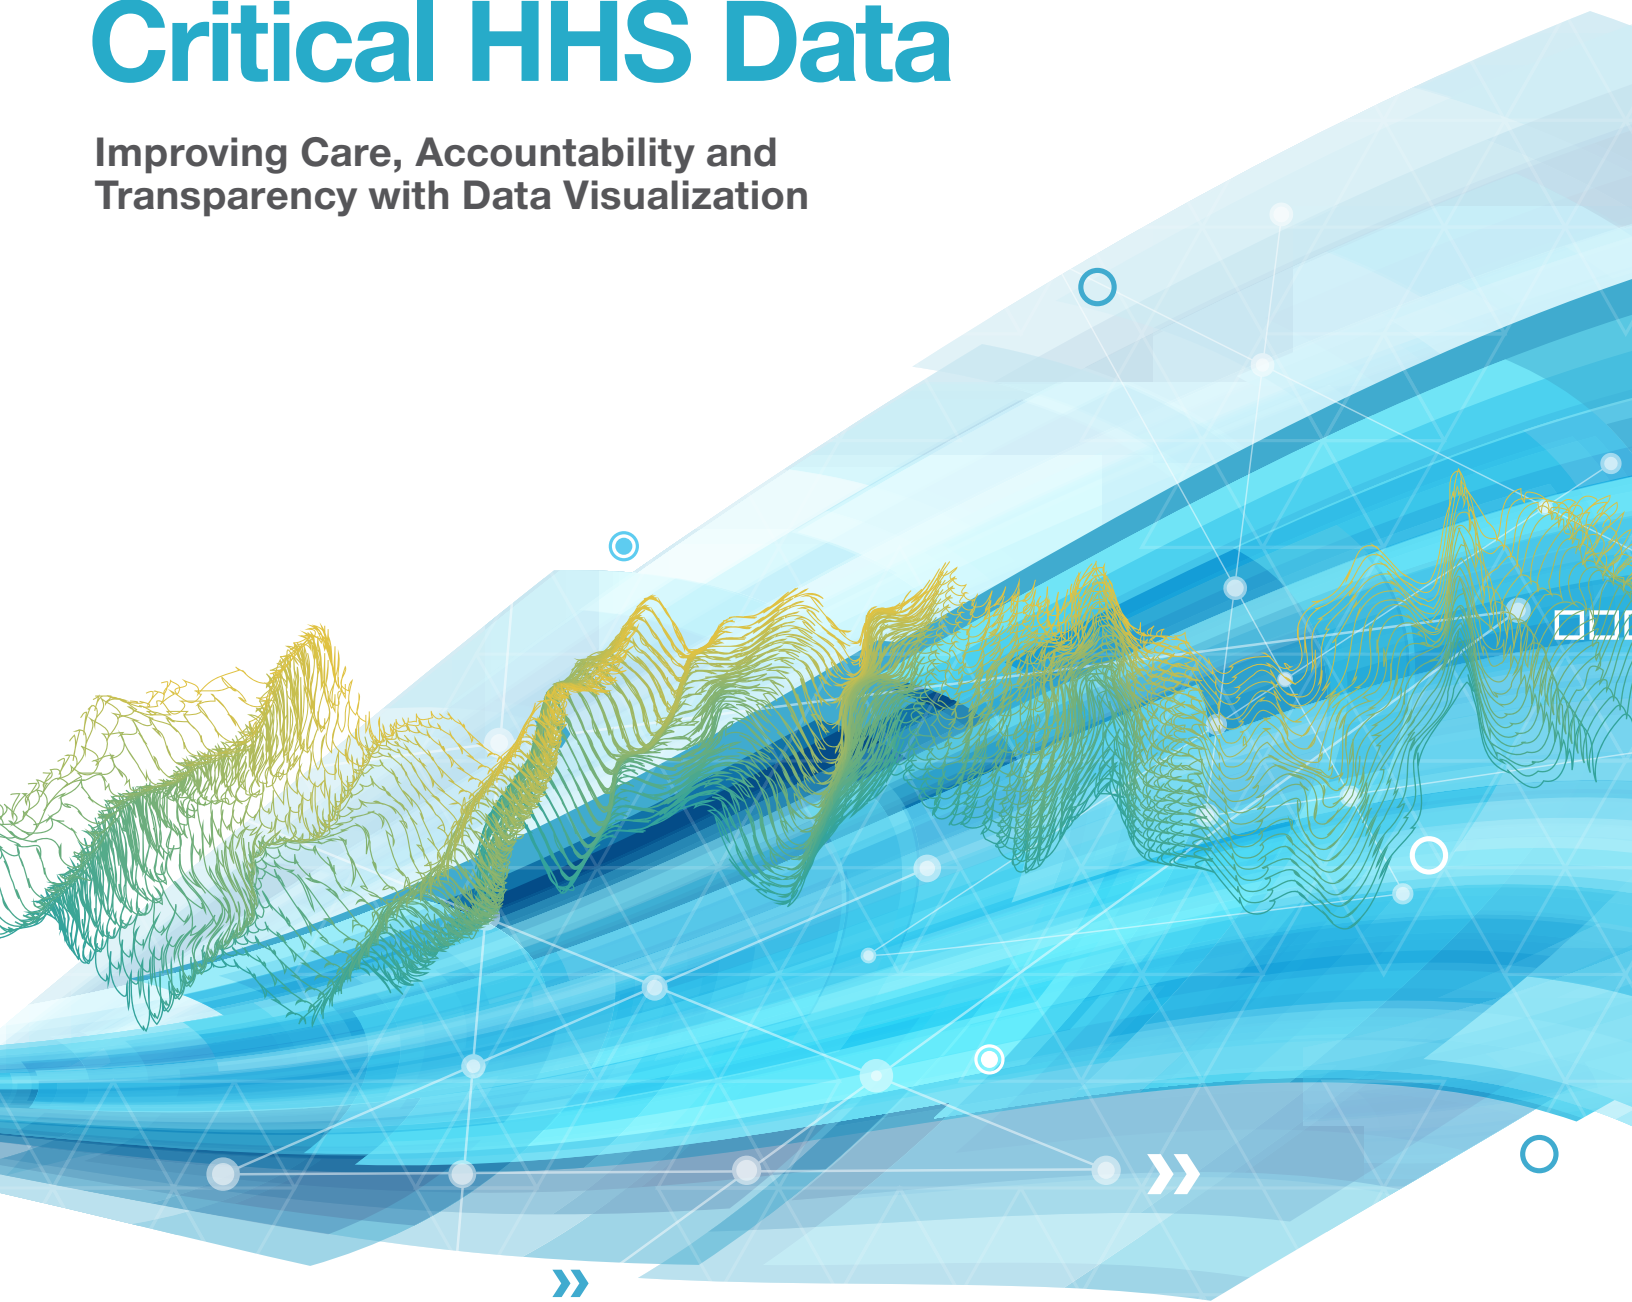 Critical HHS Data
Improving Care, Accountability and
Transparency with Data Visualization